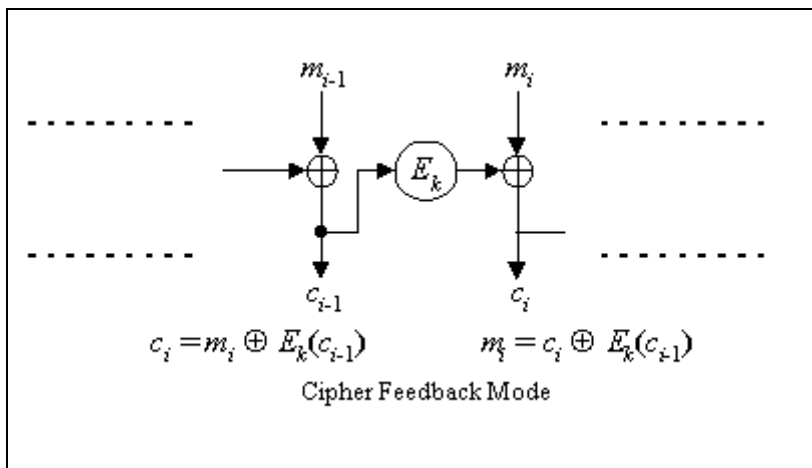 m_{i-1} m_i
E_k
c_{i-1} c_i
c_i = m_i ⊕ E_k(c_{i-1}) m_i = c_i ⊕ E_k(c_{i-1})
Cipher Feedback Mode